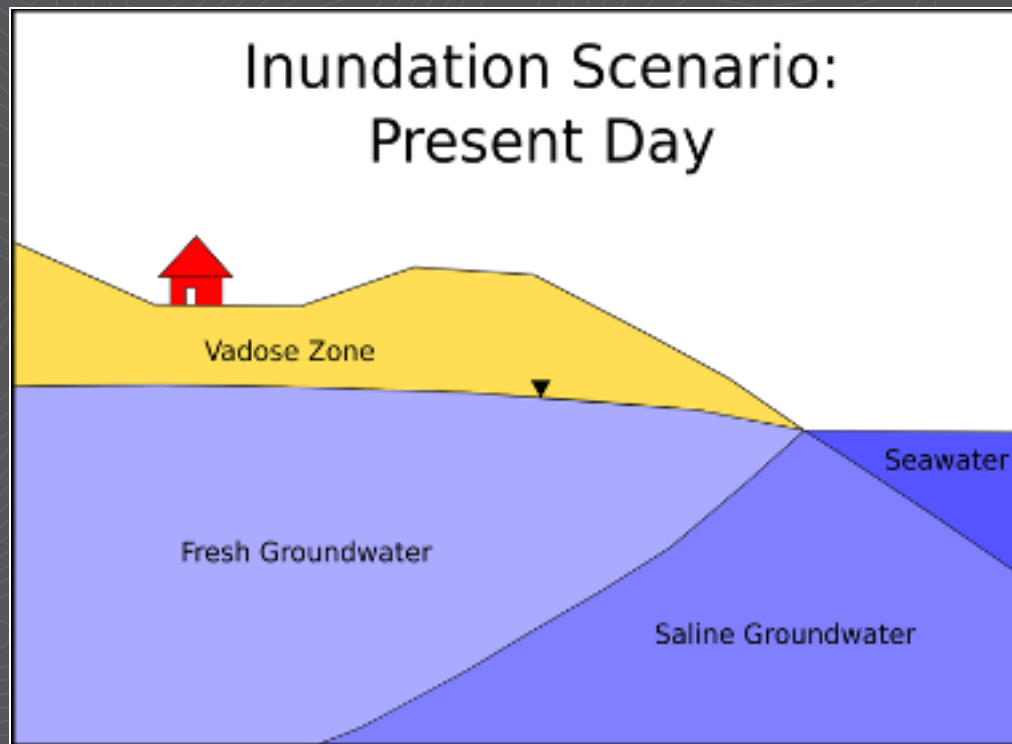 Inundation Scenario:
Present Day
Vadose Zone
Seawater
Fresh Groundwater
Saline Groundwater